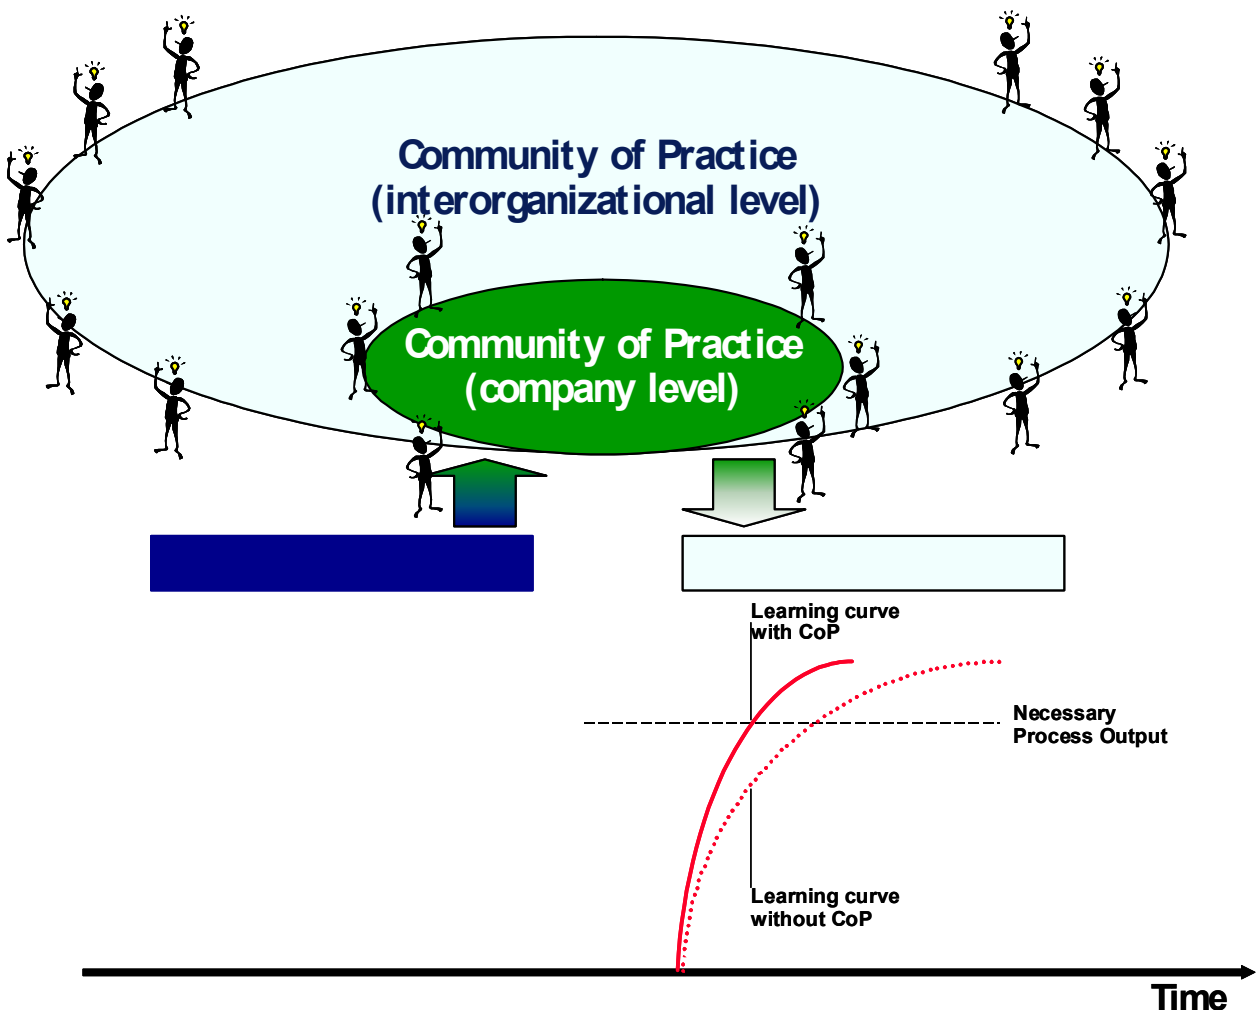 Community of Practice
(interorganizational level)
Community of Practice
(company level)
Learning curve
with CoP
Necessary
Process Output
Learning curve
without CoP
Time